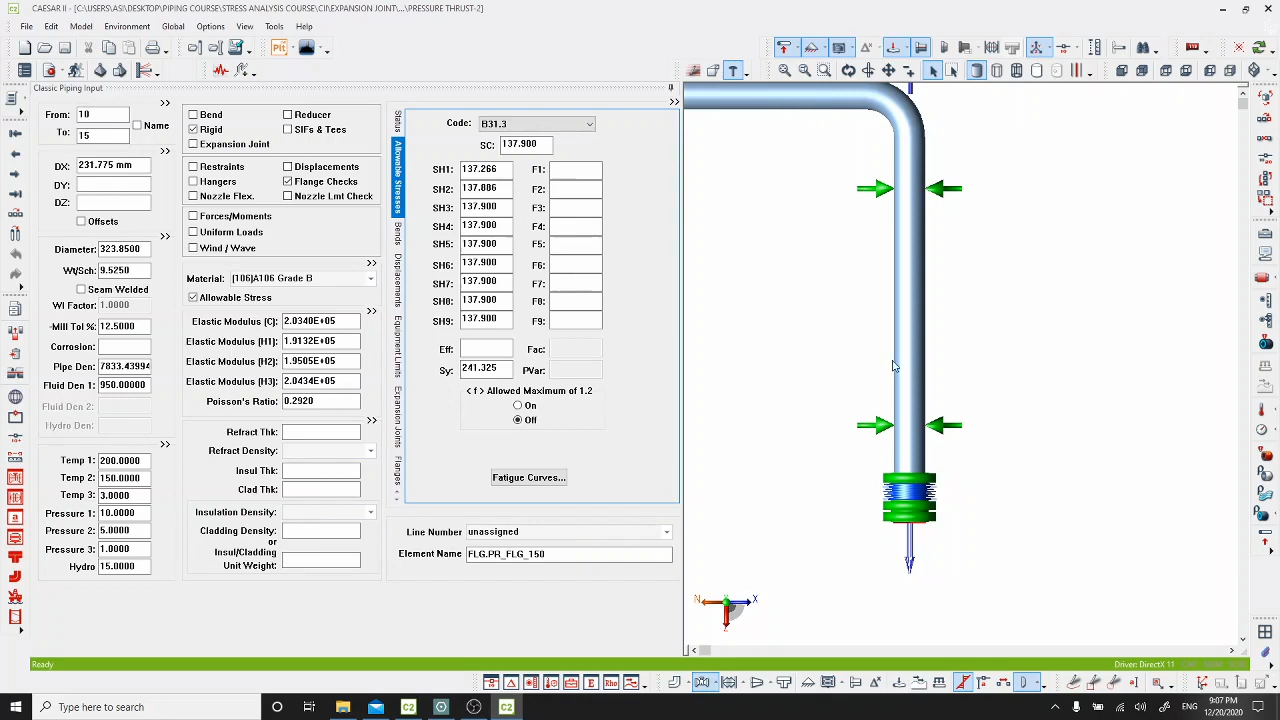 CAESAR II - [C:\USERS\ASI\DESKTOP\PIPING COURSE\STRESS ANALYSIS COURSE\CII\EXPANSION JOINT\...\PRESSURE THRUST-2]
File Edit Model Environment Global Options View Tools Help
Classic Piping Input
From: 10
To: 15
Name
DX: 231.775 mm
DY:
DZ:
Offsets
Diameter: 323.8500
Wt/Sch: 9.5250
Seam Welded
WI Factor: 1.0000
-Mill Tol %: 12.5000
Corrosion:
Pipe Den: 7833.43994
Fluid Den 1: 950.00000
Fluid Den 2:
Hydro Den:
Temp 1: 200.0000
Temp 2: 150.0000
Temp 3: 3.0000
Pressure 1: 10.0000
Pressure 2: 5.0000
Pressure 3: 1.0000
Hydro 15.0000
Bend Reducer
Rigid SIFs & Tees
Expansion Joint
Restraints Displacements
Hangers Flange Checks
Nozzle Flex. Nozzle Lmt Check
Forces/Moments
Uniform Loads
Wind / Wave
Material: (106)A106 Grade B
Allowable Stress
Elastic Modulus (C): 2.0340E+05
Elastic Modulus (H1): 1.9132E+05
Elastic Modulus (H2): 1.9505E+05
Elastic Modulus (H3): 2.0434E+05
Poisson's Ratio: 0.2920
Refract Thk:
Refract Density:
Insul Thk:
Clad Thk:
Insulation Density:
Cladding Density:
or
Insul/Cladding
Unit Weight:
Status
Allowable Stresses
Bends
Displacements
Equipment Limits
Expansion Joints
Flanges
Code: B31.3
SC: 137.900
SH1: 137.266 F1:
SH2: 137.086 F2:
SH3: 137.900 F3:
SH4: 137.900 F4:
SH5: 137.900 F5:
SH6: 137.900 F6:
SH7: 137.900 F7:
SH8: 137.900 F8:
SH9: 137.900 F9:
Eff: Fac:
Sy: 241.325 PVar:
< f > Allowed Maximum of 1.2
On
Off
Fatigue Curves...
Line Number unassigned
Element Name FLG.PR_FLG_150
N X
Z
Ready Driver: DirectX 11
Type here to search
9:07 PM
12/20/2020